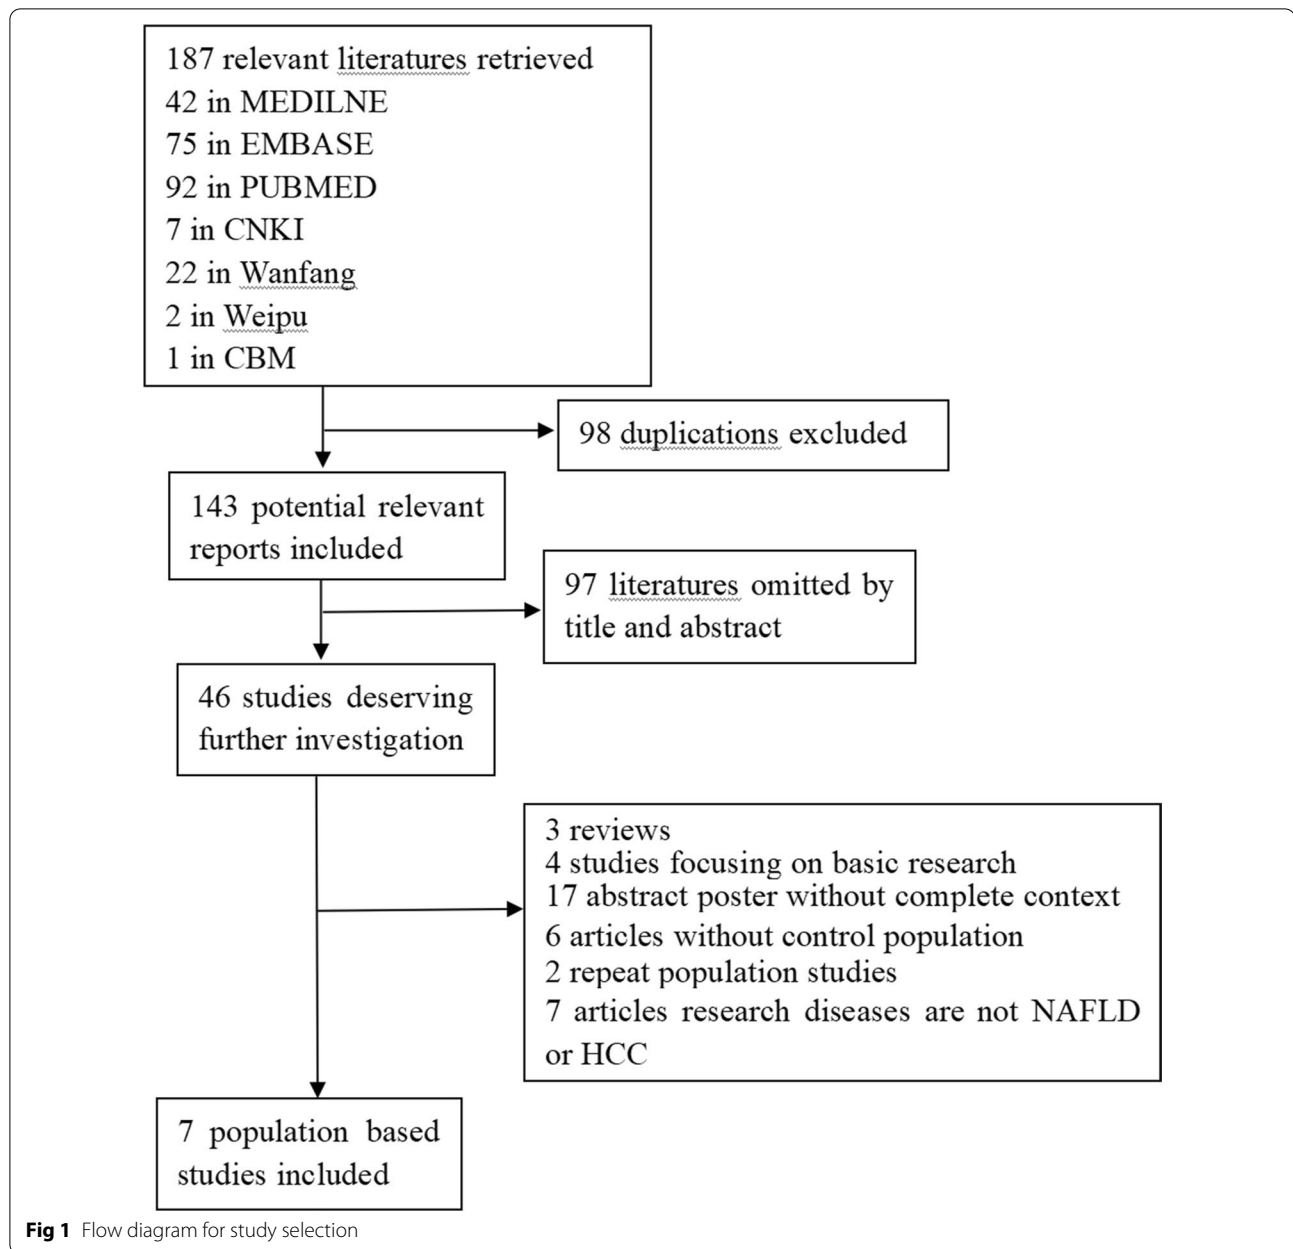 187 relevant literatures retrieved
42 in MEDILNE
75 in EMBASE
92 in PUBMED
7 in CNKI
22 in Wanfang
2 in Weipu
1 in CBM
98 duplications excluded
143 potential relevant
reports included
97 literatures omitted by
title and abstract
46 studies deserving
further investigation
3 reviews
4 studies focusing on basic research
17 abstract poster without complete context
6 articles without control population
2 repeat population studies
7 articles research diseases are not NAFLD
or HCC
7 population based
studies included
Fig 1 Flow diagram for study selection